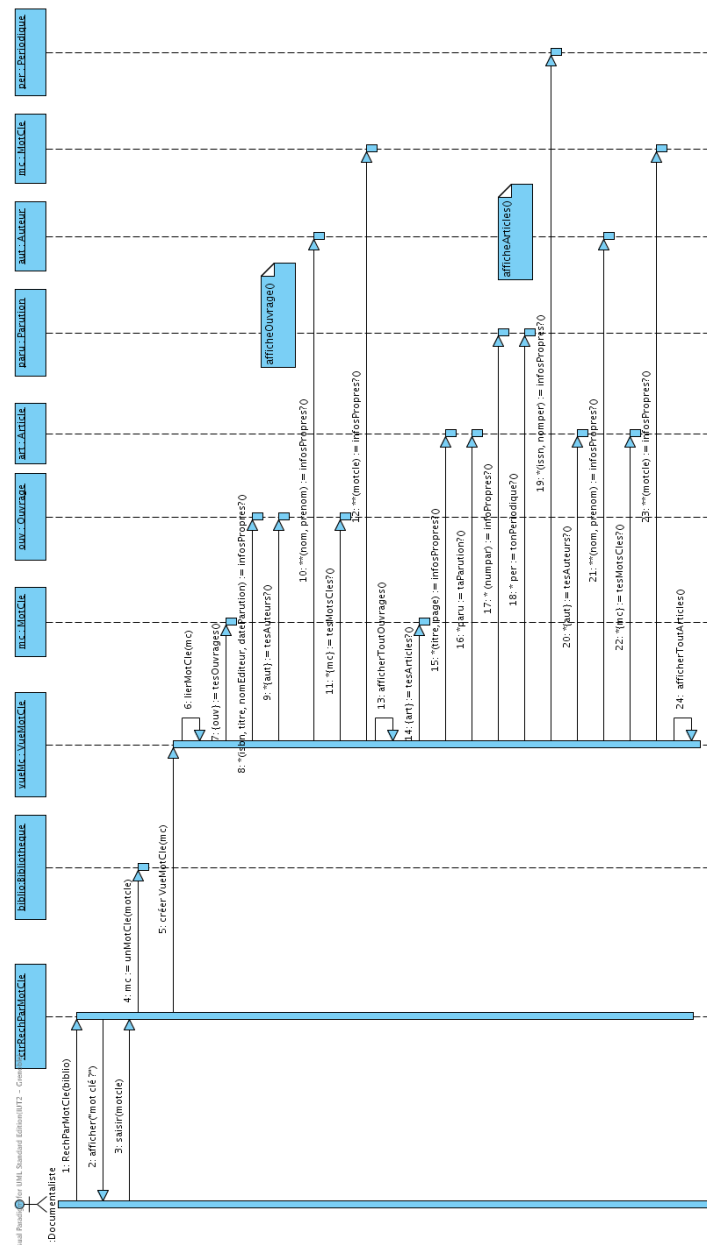 :Documentaliste
:ctrRechParMotCle
biblio:Bibliotheque
vueMc : VueMotCle
mc : MotCle
ouv : Ouvrage
art : Article
paru : Parution
aut : Auteur
mc : MotCle
per : Periodique
1: RechParMotCle(biblio)
2: afficher("mot clé ?")
3: saisir(motcle)
4: mc := unMotCle(motcle)
5: créer VueMotCle(mc)
6: lierMotCle(mc)
7: {ouv} := tesOuvrages()
8: *(isbn, titre, nomEditeur, dateParution) := infosPropres?()
9: *{aut} := tesAuteurs?()
afficheOuvrage()
10: **(nom, prenom) := infosPropres?()
11: *{mc} := tesMotsCles?()
12: **(motcle) := infosPropres?()
13: afficherToutOuvrages()
14: {art} := tesArticles?()
15: *(titre, page) := infosPropres?()
16: *paru := taParution?()
17: * (numpar) := infoPropres?()
18: * per := tonPeriodique?()
afficheArticles()
19: *(issn, nomper) := infosPropres?()
20: *{aut} := tesAuteurs?()
21: **(nom, prenom) := infosPropres?()
22: *{mc} := tesMotsCles?()
23: **(motcle) := infosPropres?()
24: afficherToutArticles()
for UML Standard Edition(IUT2 -